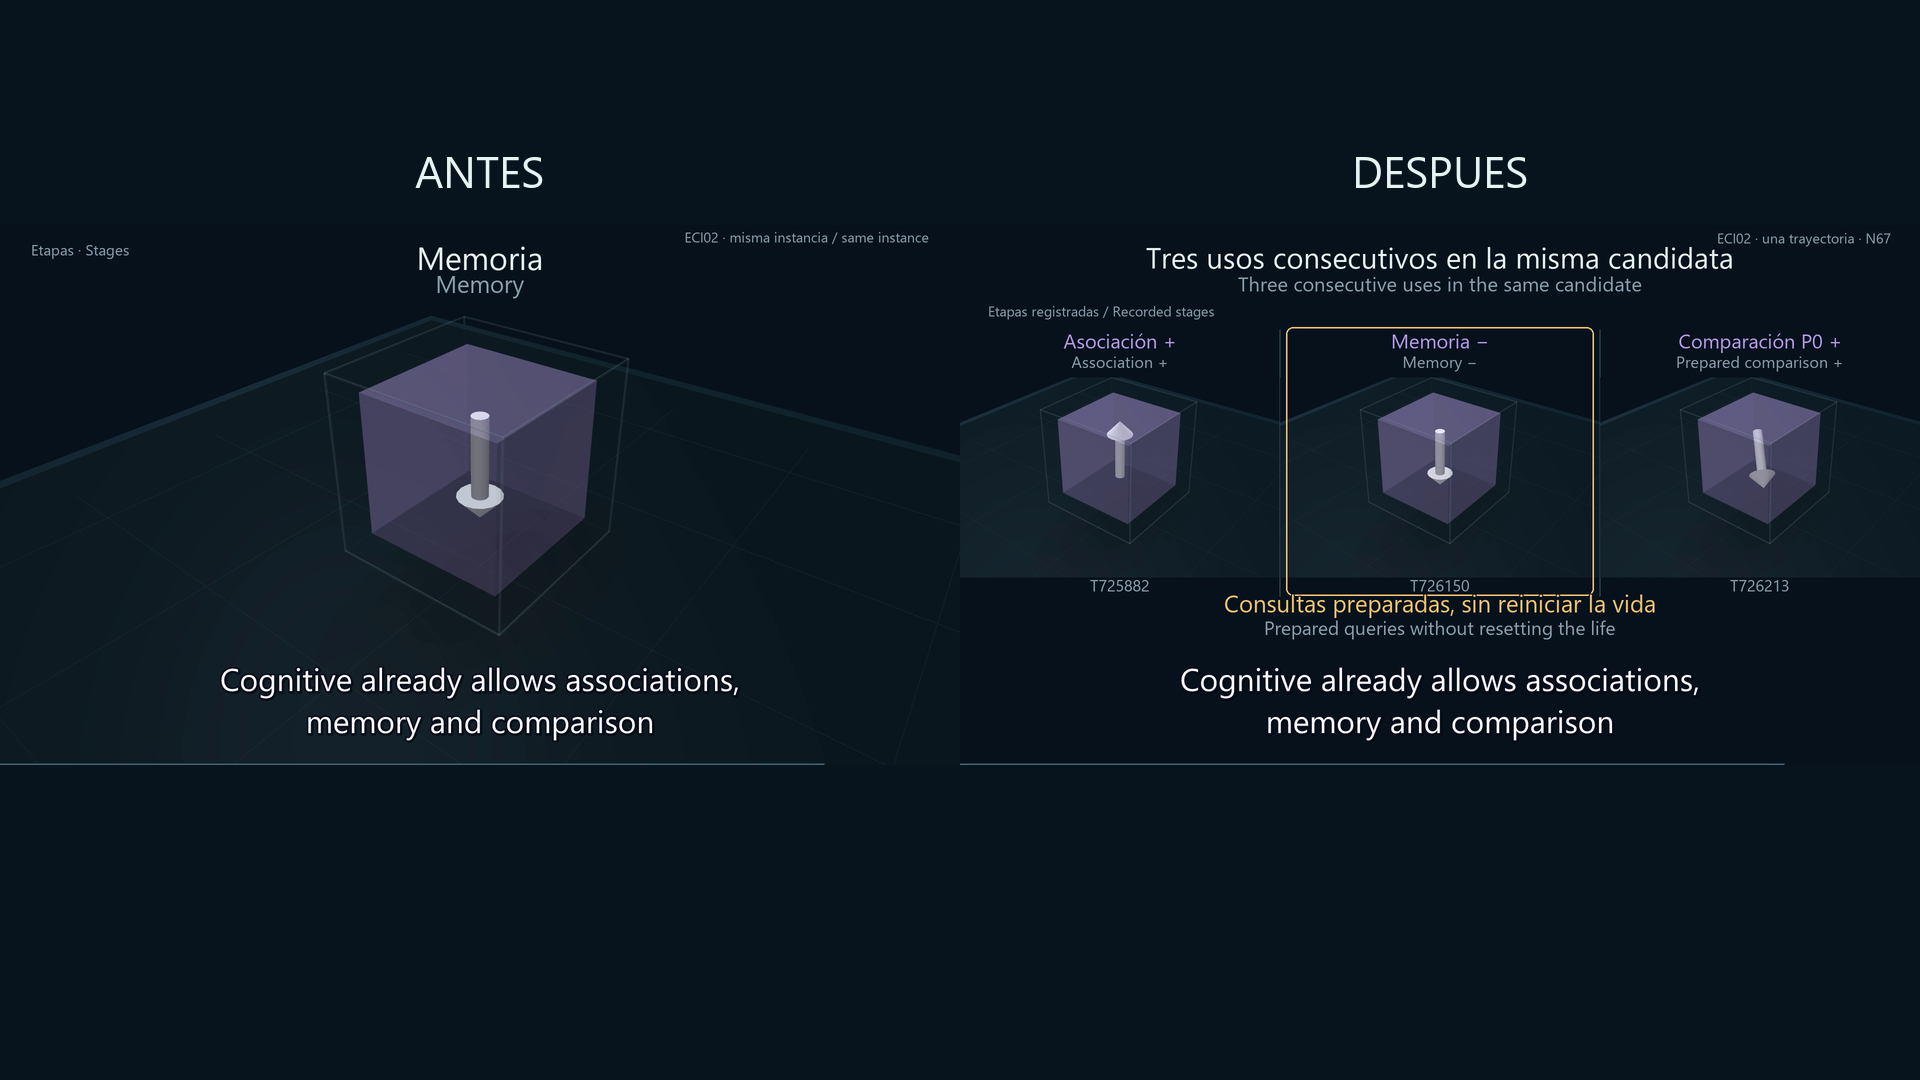 ANTES
Etapas · Stages
ECI02 · misma instancia / same instance
Memoria
Memory
Cognitive already allows associations,
memory and comparison
DESPUES
ECI02 · una trayectoria · N67
Tres usos consecutivos en la misma candidata
Three consecutive uses in the same candidate
Etapas registradas / Recorded stages
Asociación +
Association +
Memoria −
Memory −
Comparación P0 +
Prepared comparison +
T725882
T726150
T726213
Consultas preparadas, sin reiniciar la vida
Prepared queries without resetting the life
Cognitive already allows associations,
memory and comparison